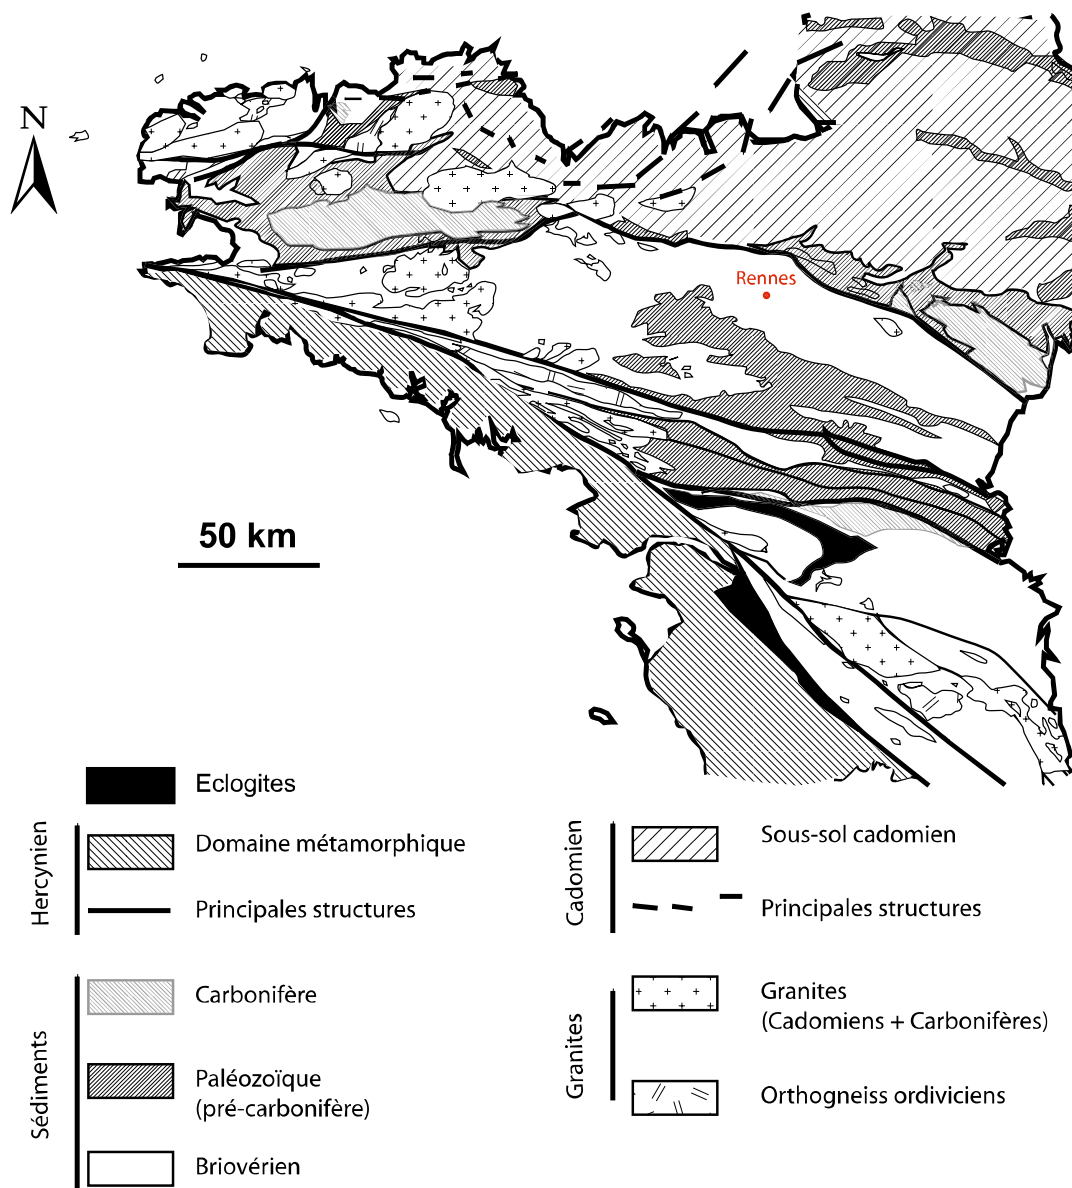 N
Rennes
50 km
Eclogites
Hercynien
Domaine métamorphique
Principales structures
Sédiments
Carbonifère
Paléozoïque
(pré-carbonifère)
Briovérien
Cadomien
Sous-sol cadomien
Principales structures
Granites
Granites
(Cadomiens + Carbonifères)
Orthogneiss ordiviciens